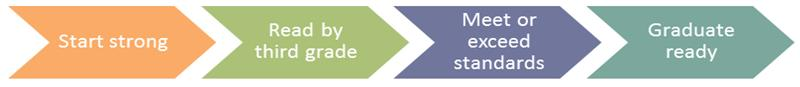 Start strong
Read by
third grade
Meet or
exceed
standards
Graduate
ready